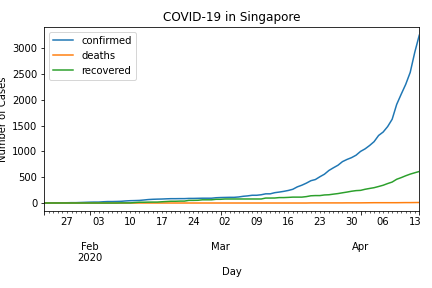 COVID-19 in Singapore
confirmed
deaths
recovered
3000
2500
2000
1500
1000
500
0
Number of Cases
27 03 10 17 24 02 09 16 23 30 06 13
Feb Mar Apr
2020
Day